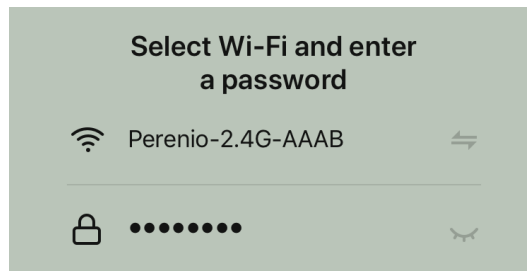 Select Wi-Fi and enter
a password
Perenio-2.4G-AAAB
••••••••